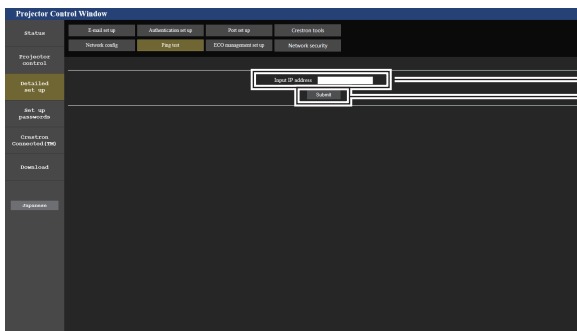 Projector Control Window
Status
E-mail set up
Authentication set up
Port set up
Crestron tools
Network config
Ping test
ECO management set up
Network security
Projector
control
Detailed
set up
Input IP address
Submit
Set up
passwords
Crestron
Connected(TM)
Download
Japanese